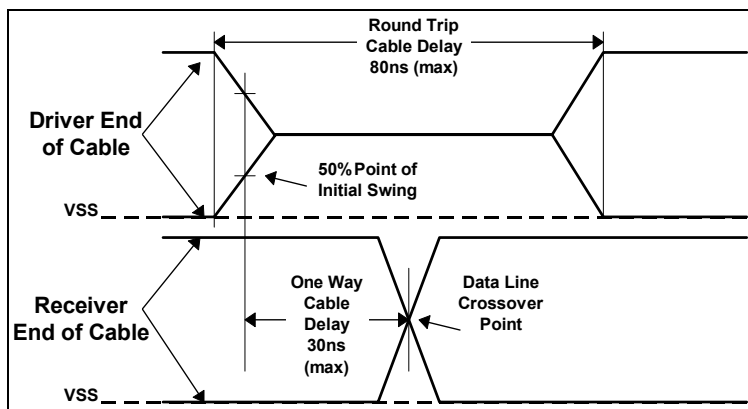 Round Trip
Cable Delay
80ns (max)
Driver End
of Cable
50% Point of
Initial Swing
VSS
One Way
Cable
Delay
30ns
(max)
Data Line
Crossover
Point
Receiver
End of Cable
VSS